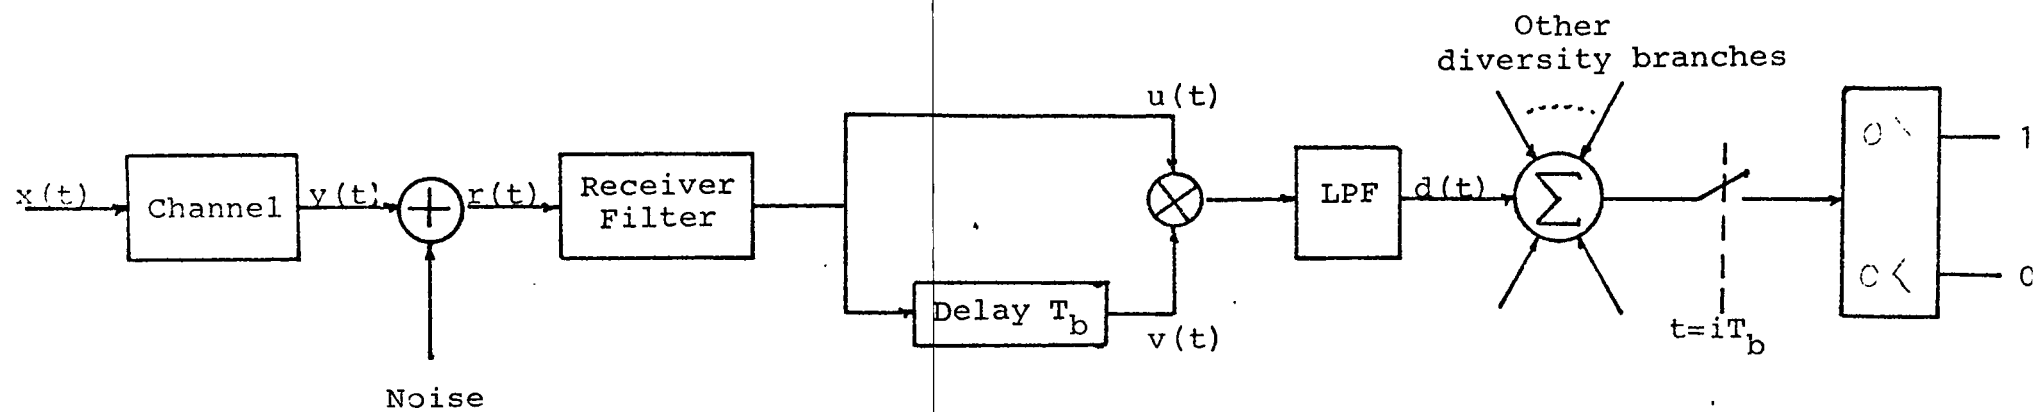 Other
diversity branches
u(t)
x(t)
Channel
y(t)
r(t)
Receiver
Filter
LPF
d(t)
Σ
1
0
Delay T_b
v(t)
t=iT_b
Noise